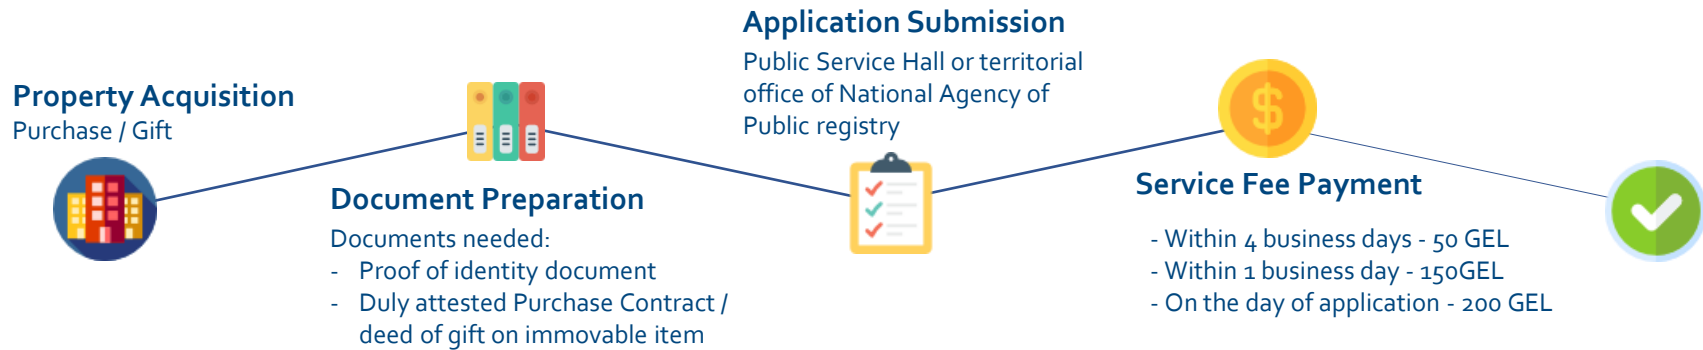 Property Acquisition
Purchase / Gift
Document Preparation
Documents needed:
- Proof of identity document
- Duly attested Purchase Contract /
deed of gift on immovable item
Application Submission
Public Service Hall or territorial
office of National Agency of
Public registry
$
Service Fee Payment
- Within 4 business days - 50 GEL
- Within 1 business day - 150GEL
- On the day of application - 200 GEL